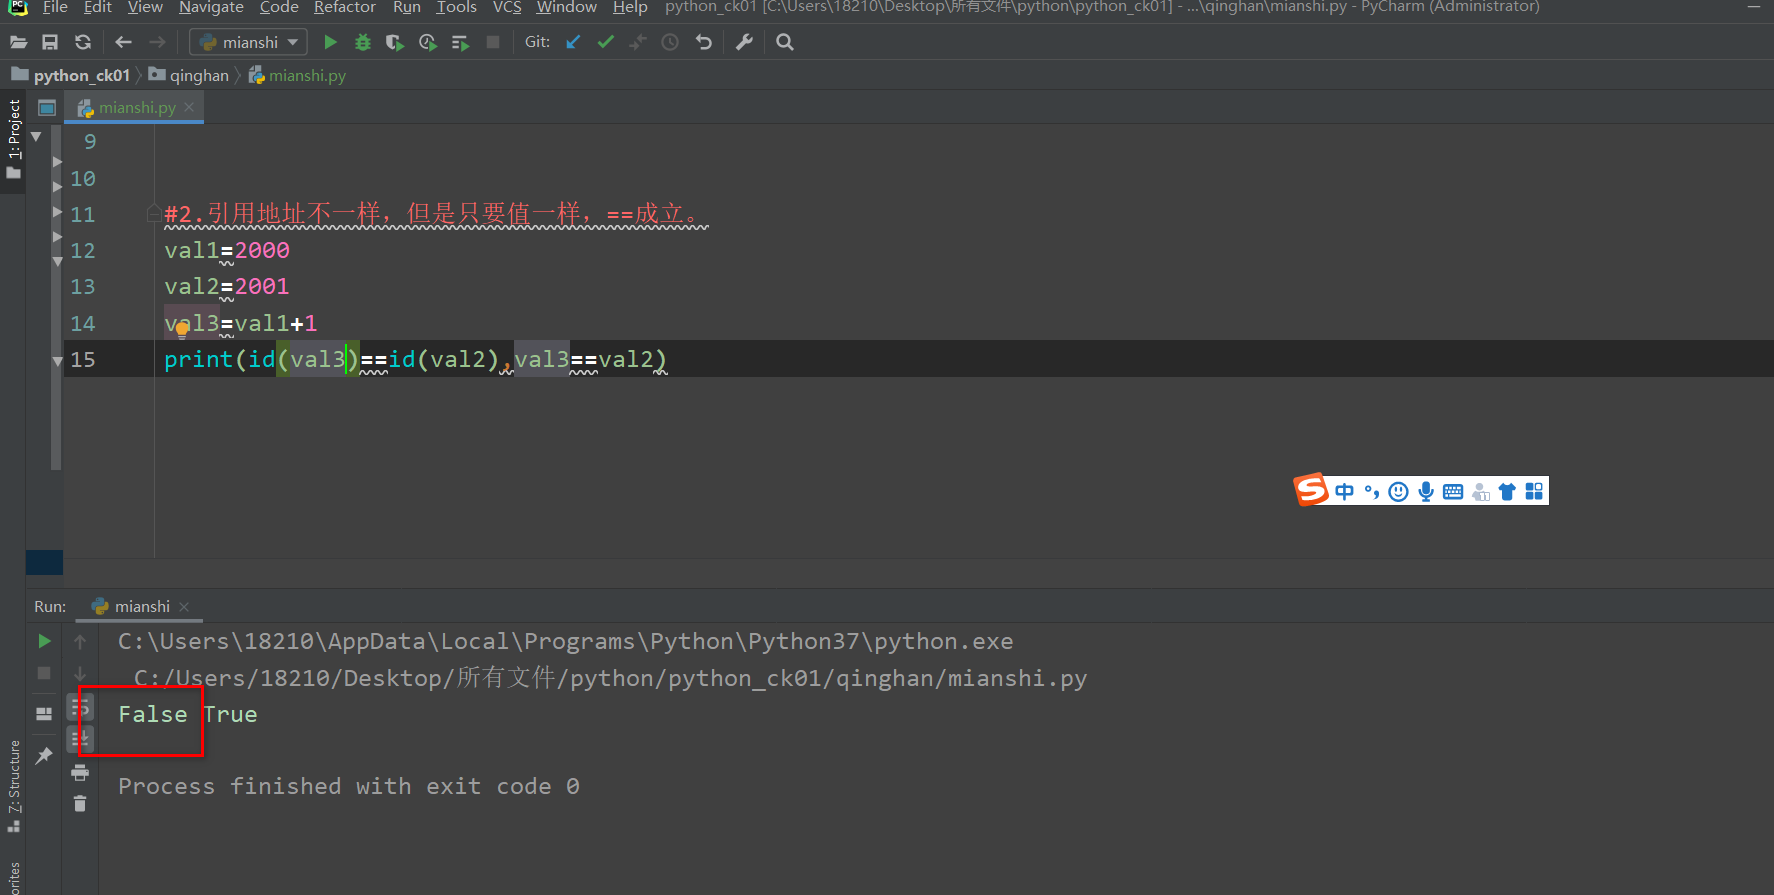 File Edit View Navigate Code Refactor Run Tools VCS Window Help python_ck01 [C:\Users\18210\Desktop\所有文件\python\python_ck01] - ...\qinghan\mianshi.py - PyCharm (Administrator)
mianshi Git:
python_ck01 qinghan mianshi.py
1: Project
mianshi.py
9
10
11 #2.引用地址不一样，但是只要值一样，==成立。
12 val1=2000
13 val2=2001
14 val3=val1+1
15 print(id(val3)==id(val2),val3==val2)
中
Run: mianshi
C:\Users\18210\AppData\Local\Programs\Python\Python37\python.exe
C:/Users/18210/Desktop/所有文件/python/python_ck01/qinghan/mianshi.py
False True
Process finished with exit code 0
7: Structure
orites